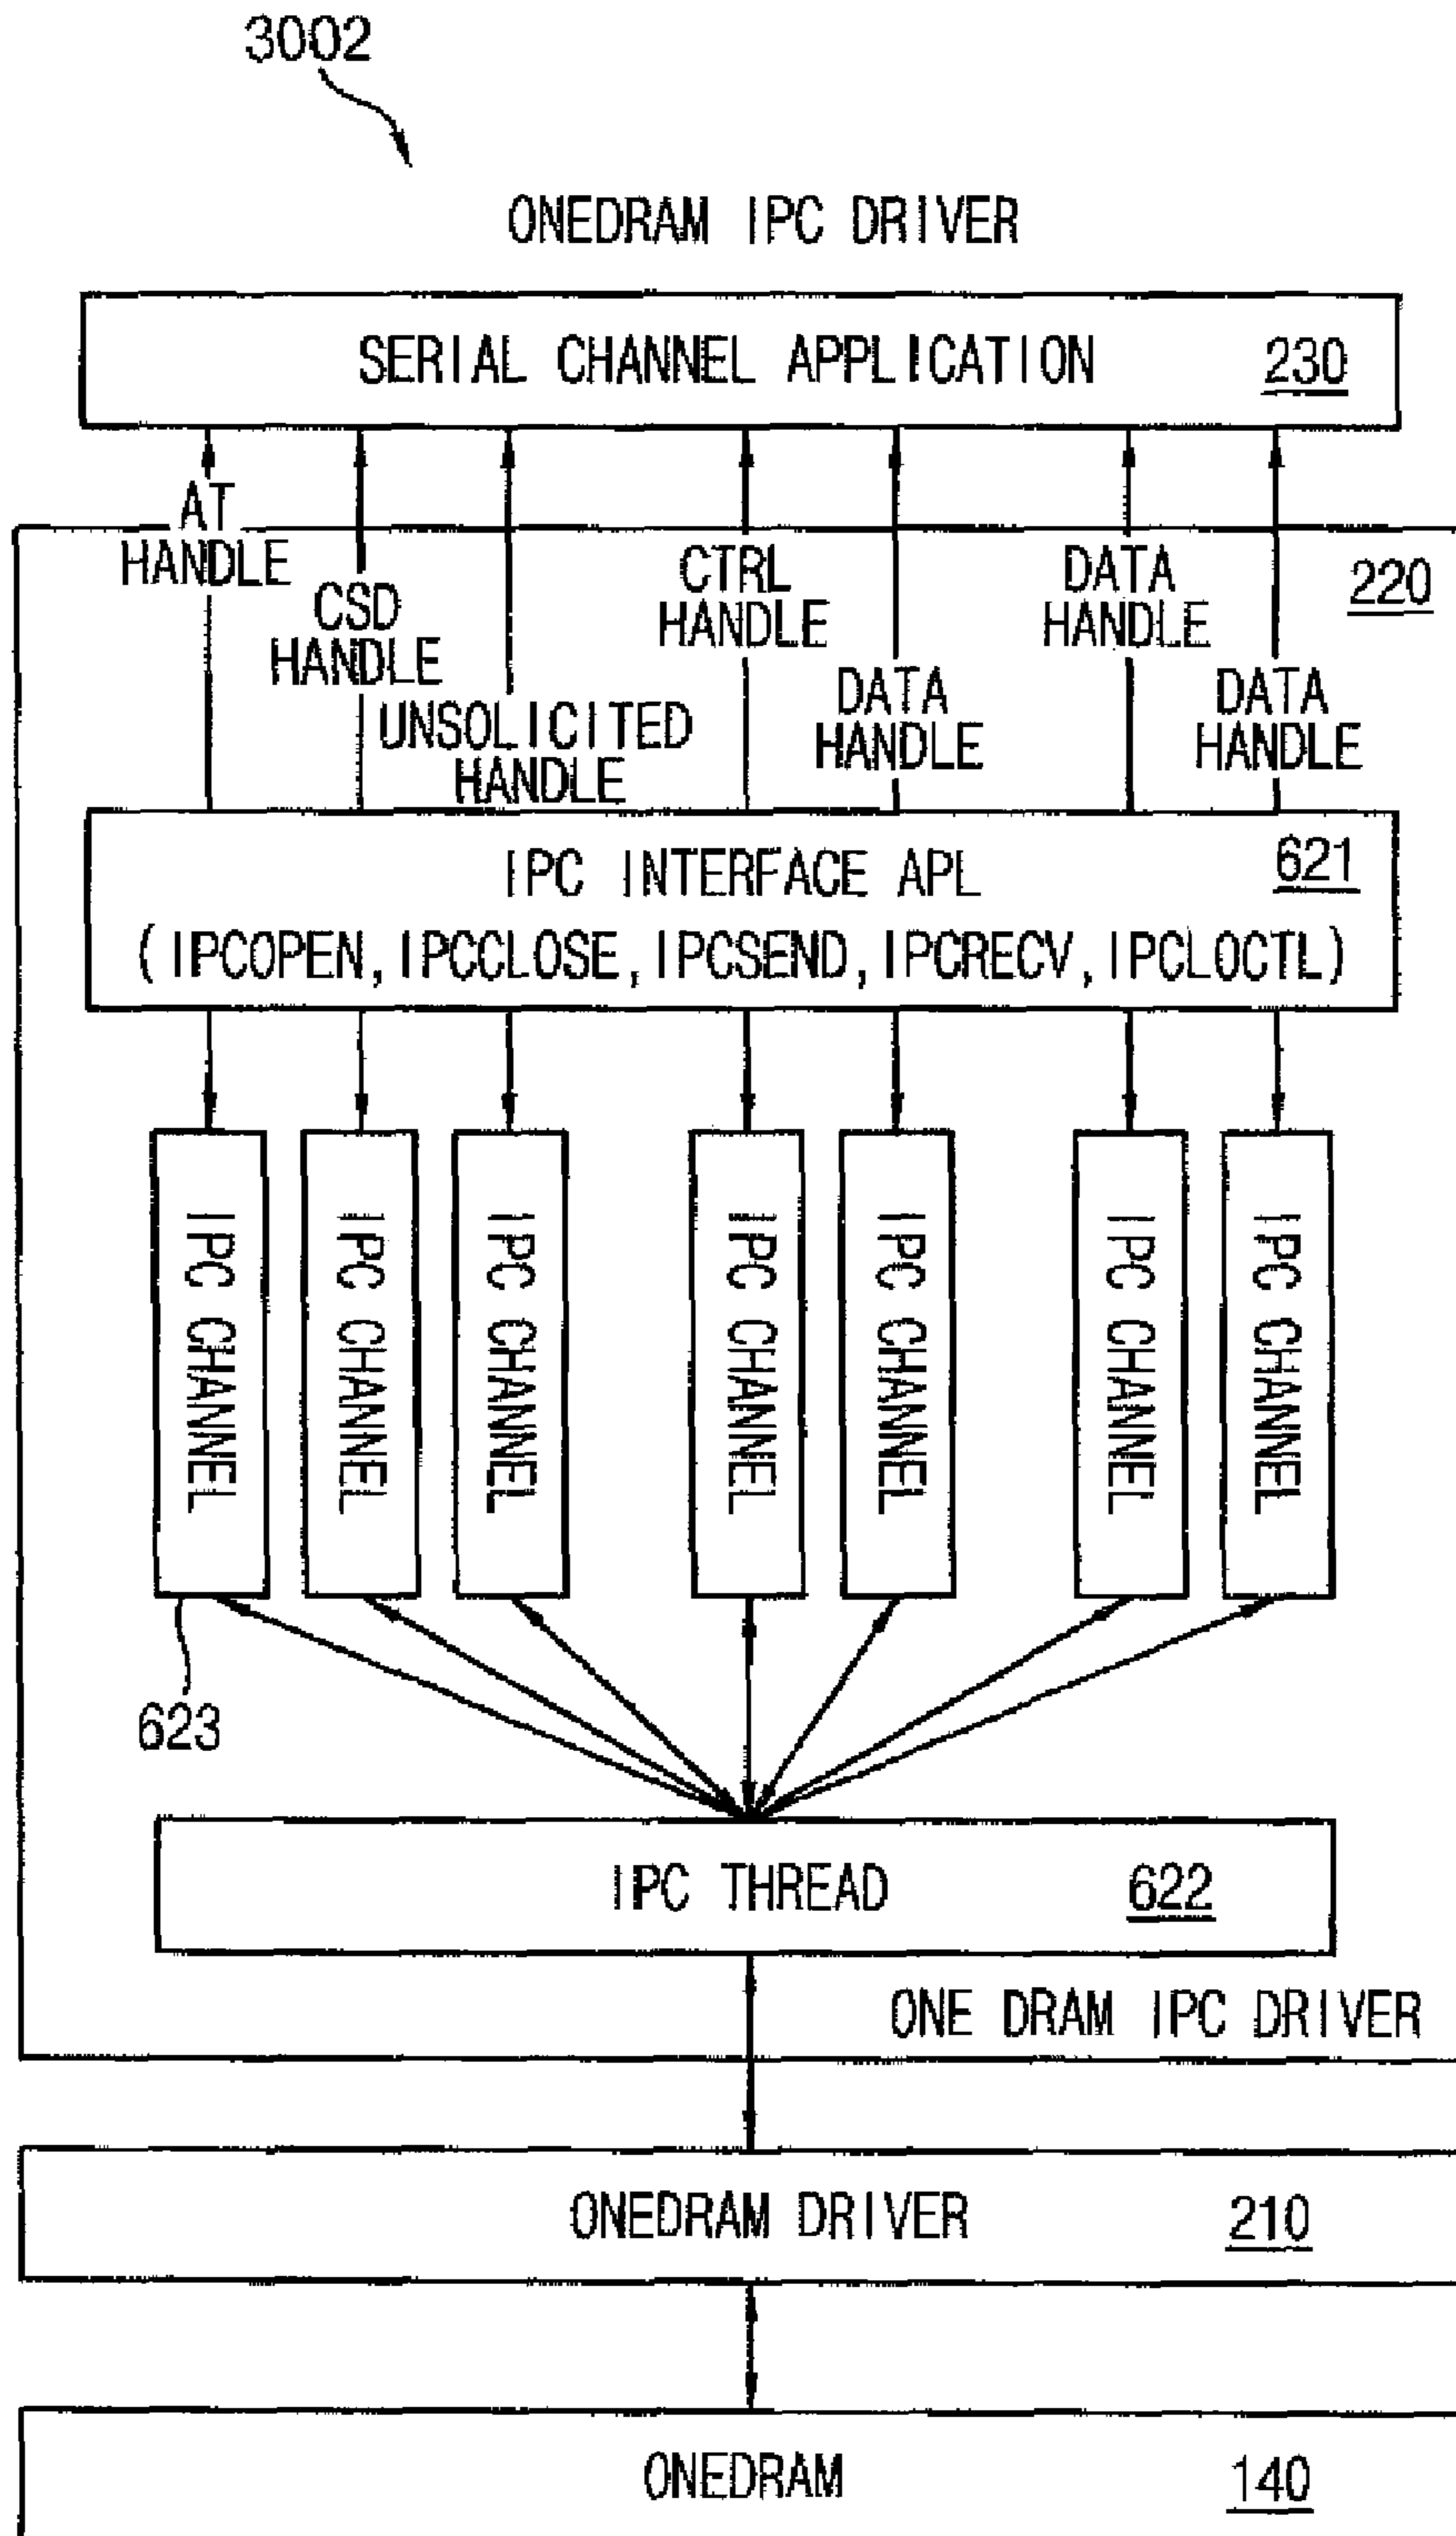 3002
ONEDRAM IPC DRIVER
SERIAL CHANNEL APPLICATION 230
AT
HANDLE
CSD
HANDLE
UNSOLICITED
HANDLE
CTRL
HANDLE
DATA
HANDLE
DATA
HANDLE
DATA
HANDLE
220
IPC INTERFACE APL 621
(IPCOPEN, IPCCLOSE, IPCSEND, IPCRECV, IPCLOCTL)
IPC CHANNEL
IPC CHANNEL
IPC CHANNEL
IPC CHANNEL
IPC CHANNEL
IPC CHANNEL
IPC CHANNEL
623
IPC THREAD 622
ONE DRAM IPC DRIVER
ONEDRAM DRIVER 210
ONEDRAM 140